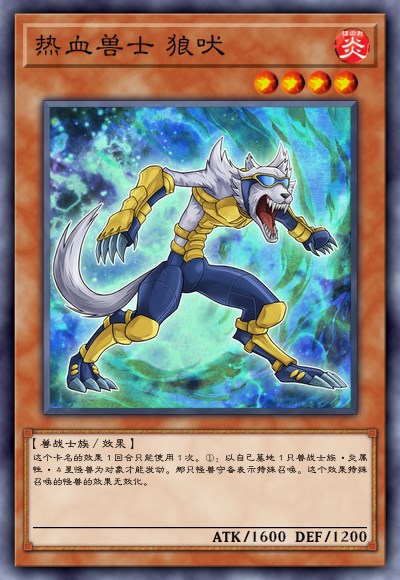 热血兽士 狼吠
ほのお
炎
【兽战士族／效果】
这个卡名的效果1回合只能使用1次。①：以自己墓地1只兽战士族·炎属
性·4星怪兽为对象才能发动。那只怪兽守备表示特殊召唤。这个效果特殊
召唤的怪兽的效果无效化。
ATK/1600 DEF/1200